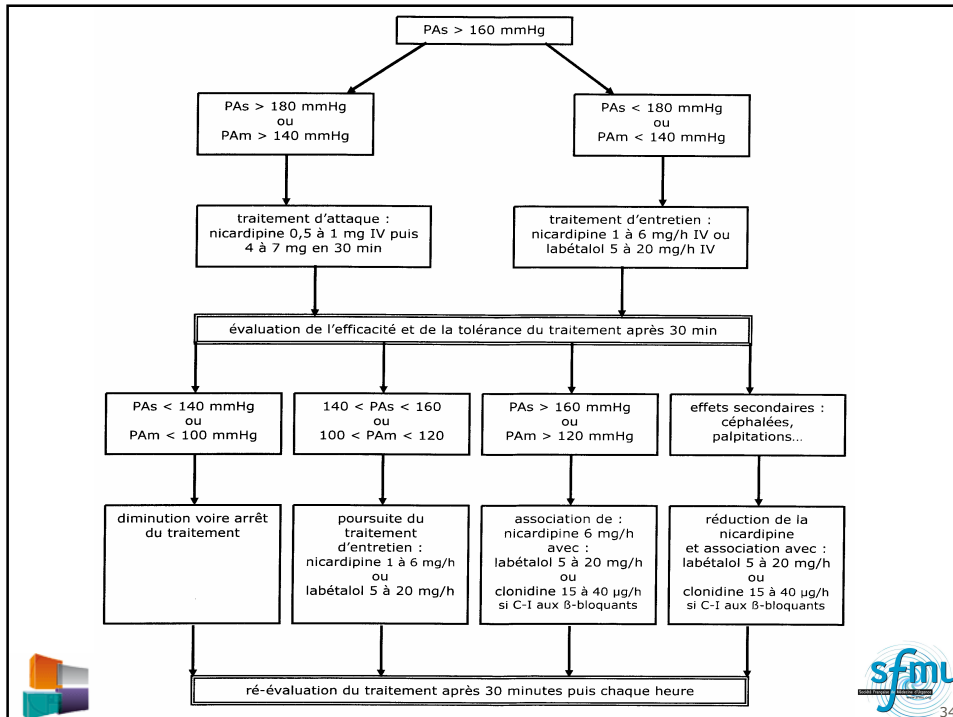 PAs > 160 mmHg
PAs > 180 mmHg
ou
PAm > 140 mmHg
PAs < 180 mmHg
ou
PAm < 140 mmHg
traitement d'attaque :
nicardipine 0,5 à 1 mg IV puis
4 à 7 mg en 30 min
traitement d'entretien :
nicardipine 1 à 6 mg/h IV ou
labétalol 5 à 20 mg/h IV
évaluation de l'efficacité et de la tolérance du traitement après 30 min
PAs < 140 mmHg
ou
PAm < 100 mmHg
140 < PAs < 160
ou
100 < PAm < 120
PAs > 160 mmHg
ou
PAm > 120 mmHg
effets secondaires :
céphalées,
palpitations...
diminution voire arrêt
du traitement
poursuite du
traitement
d'entretien :
nicardipine 1 à 6 mg/h
ou
labétalol 5 à 20 mg/h
association de :
nicardipine 6 mg/h
avec :
labétalol 5 à 20 mg/h
ou
clonidine 15 à 40 µg/h
si C-I aux ß-bloquants
réduction de la
nicardipine
et association avec :
labétalol 5 à 20 mg/h
ou
clonidine 15 à 40 µg/h
si C-I aux ß-bloquants
ré-évaluation du traitement après 30 minutes puis chaque heure
sfmu
Société Française de Médecine d'Urgence
34